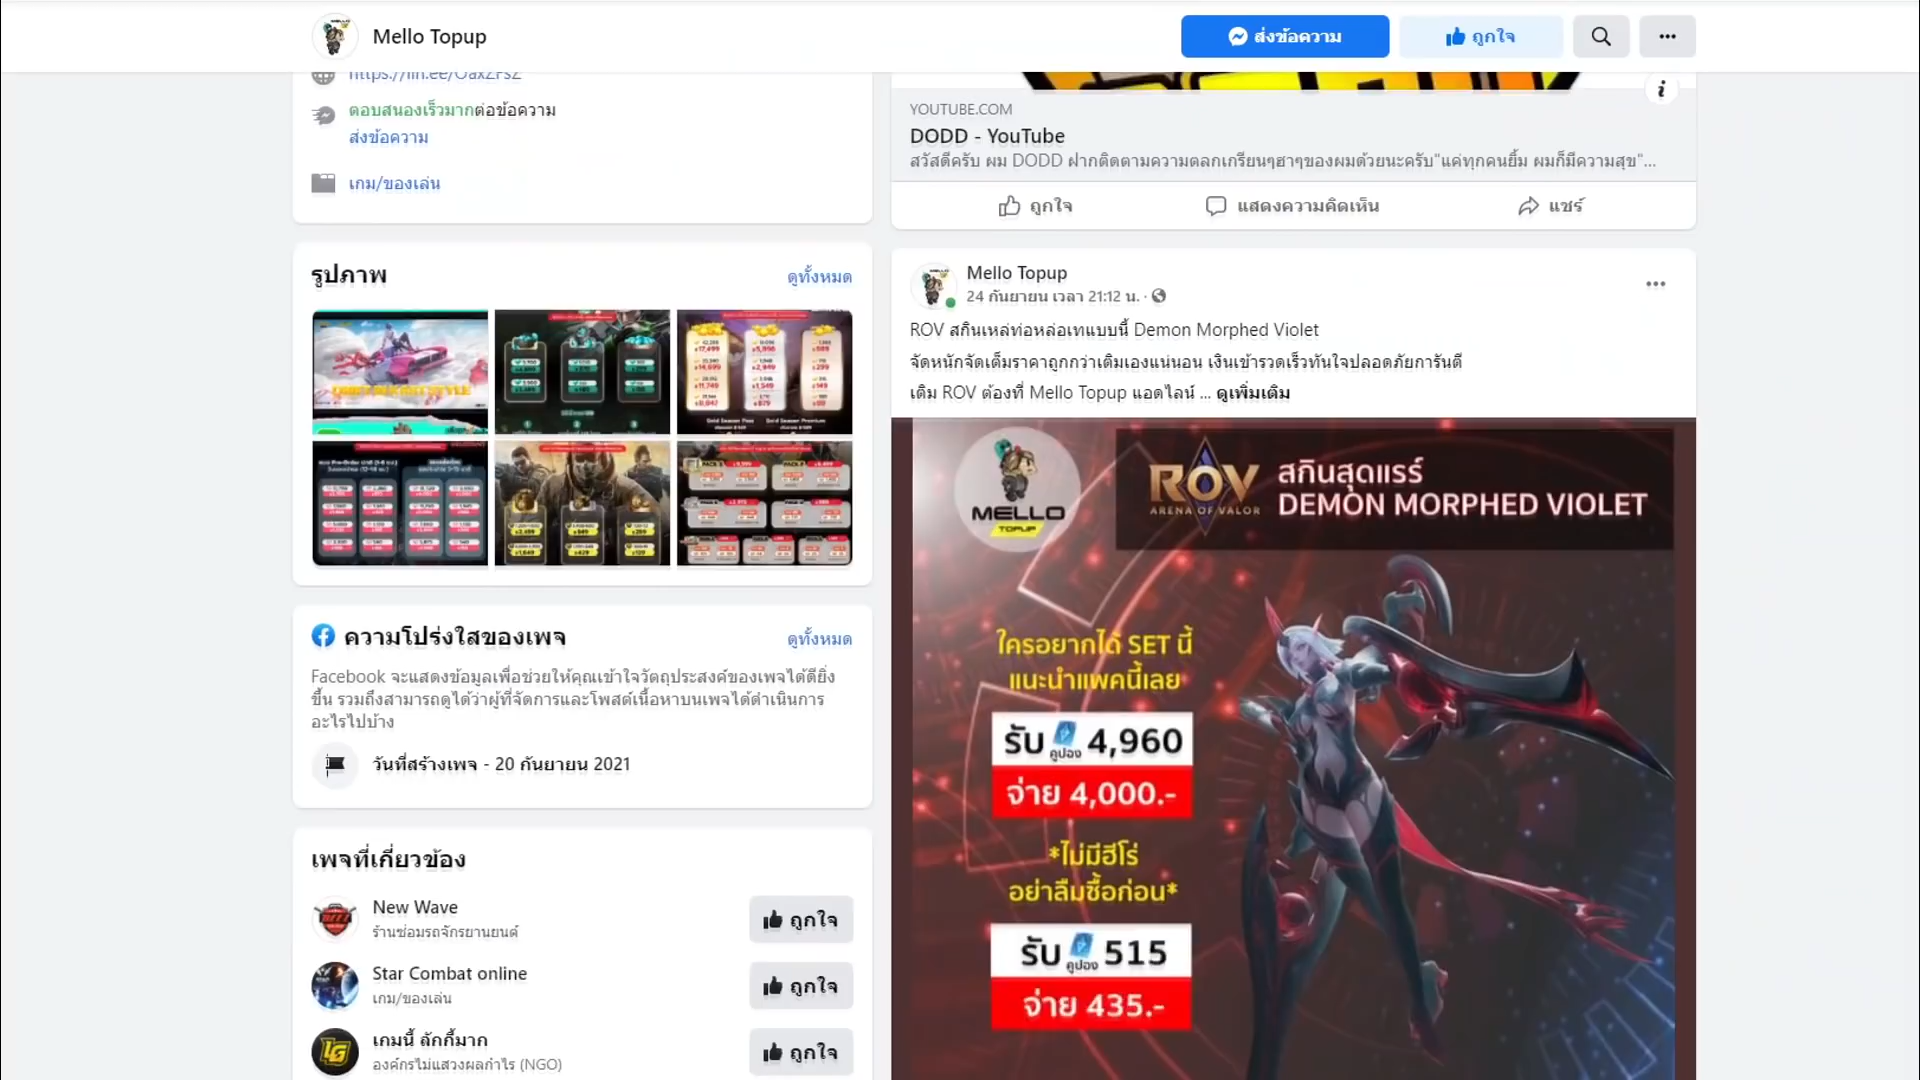 Mello Topup
ส่งข้อความ
ถูกใจ
https://lin.ee/OaxZFsZ
ตอบสนองเร็วมากต่อข้อความ
ส่งข้อความ
เกม/ของเล่น
รูปภาพ
ดูทั้งหมด
ความโปร่งใสของเพจ
ดูทั้งหมด
Facebook จะแสดงข้อมูลเพื่อช่วยให้คุณเข้าใจวัตถุประสงค์ของเพจได้ดียิ่ง
ขึ้น รวมถึงสามารถดูได้ว่าผู้ที่จัดการและโพสต์เนื้อหาบนเพจได้ดำเนินการ
อะไรไปบ้าง
วันที่สร้างเพจ - 20 กันยายน 2021
เพจที่เกี่ยวข้อง
New Wave
ร้านซ่อมรถจักรยานยนต์
ถูกใจ
Star Combat online
เกม/ของเล่น
ถูกใจ
เกมนี้ ลักกี้มาก
องค์กรไม่แสวงผลกำไร (NGO)
ถูกใจ
YOUTUBE.COM
DODD - YouTube
สวัสดีครับ ผม DODD ฝากติดตามความตลกเกรียนๆฮาๆของผมด้วยนะครับ"แค่ทุกคนยิ้ม ผมก็มีความสุข"...
ถูกใจ
แสดงความคิดเห็น
แชร์
Mello Topup
24 กันยายน เวลา 21:12 น. ·
ROV สกินเหล่ท่อหล่อเทแบบนี้ Demon Morphed Violet
จัดหนักจัดเต็มราคาถูกกว่าเติมเองแน่นอน เงินเข้ารวดเร็วทันใจปลอดภัยการันตี
เติม ROV ต้องที่ Mello Topup แอดไลน์ ... ดูเพิ่มเติม
MELLO
TOPUP
ROV
ARENA OF VALOR
สกินสุดแรร์
DEMON MORPHED VIOLET
ใครอยากได้ SET นี้
แนะนำแพคนี้เลย
รับ คูปอง 4,960
จ่าย 4,000.-
*ไม่มีฮีโร่
อย่าลืมซื้อก่อน*
รับ คูปอง 515
จ่าย 435.-